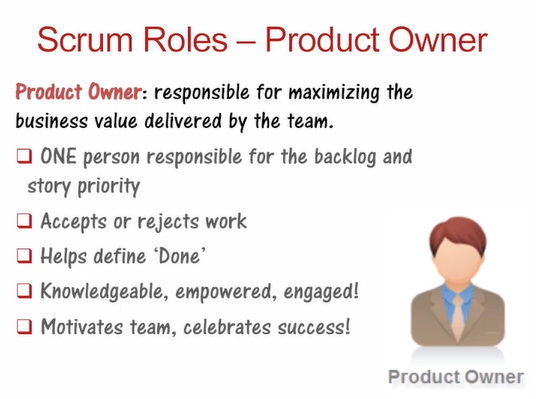 Scrum Roles – Product Owner
Product Owner: responsible for maximizing the
business value delivered by the team.
❑ ONE person responsible for the backlog and
story priority
❑ Accepts or rejects work
❑ Helps define ‘Done’
❑ Knowledgeable, empowered, engaged!
❑ Motivates team, celebrates success!
Product Owner